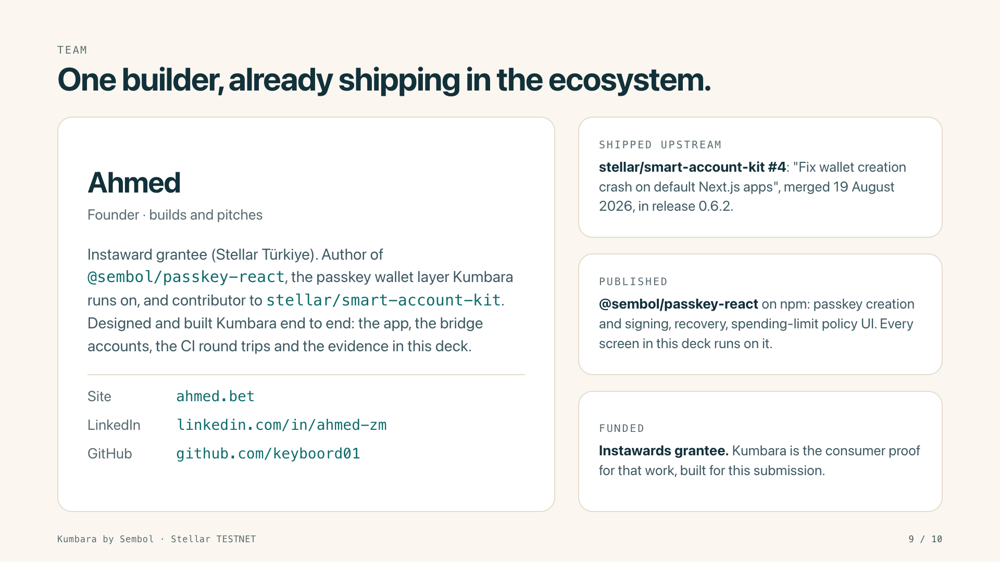 TEAM
One builder, already shipping in the ecosystem.
Ahmed
Founder · builds and pitches
Instaward grantee (Stellar Türkiye). Author of
@sembol/passkey-react, the passkey wallet layer Kumbara
runs on, and contributor to stellar/smart-account-kit.
Designed and built Kumbara end to end: the app, the bridge
accounts, the CI round trips and the evidence in this deck.
Site ahmed.bet
LinkedIn linkedin.com/in/ahmed-zm
GitHub github.com/keyboord01
SHIPPED UPSTREAM
stellar/smart-account-kit #4: "Fix wallet creation
crash on default Next.js apps", merged 19 August
2026, in release 0.6.2.
PUBLISHED
@sembol/passkey-react on npm: passkey creation
and signing, recovery, spending-limit policy UI. Every
screen in this deck runs on it.
FUNDED
Instawards grantee. Kumbara is the consumer proof
for that work, built for this submission.
Kumbara by Sembol · Stellar TESTNET
9 / 10